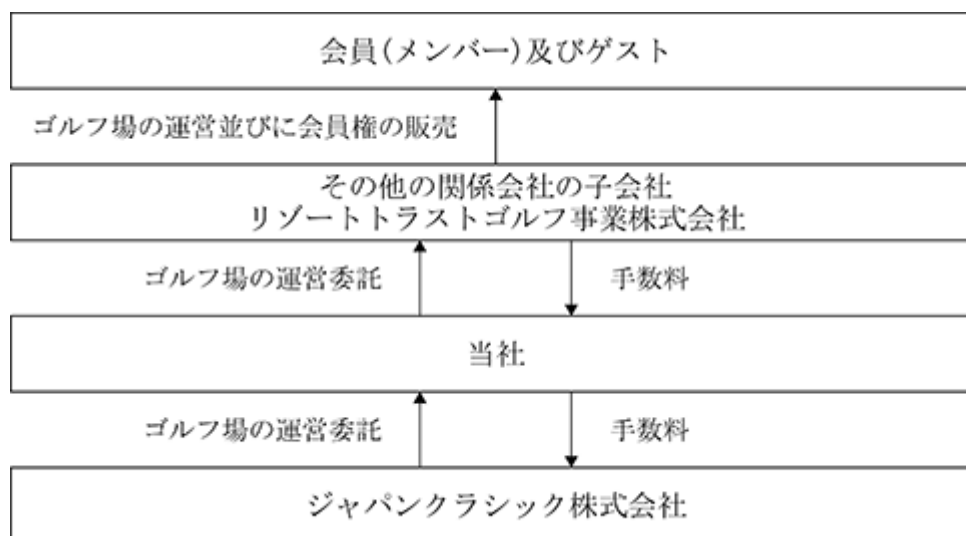 会員(メンバー)及びゲスト
ゴルフ場の運営並びに会員権の販売
その他の関係会社の子会社
リゾートトラストゴルフ事業株式会社
ゴルフ場の運営委託
手数料
当社
ゴルフ場の運営委託
手数料
ジャパンクラシック株式会社